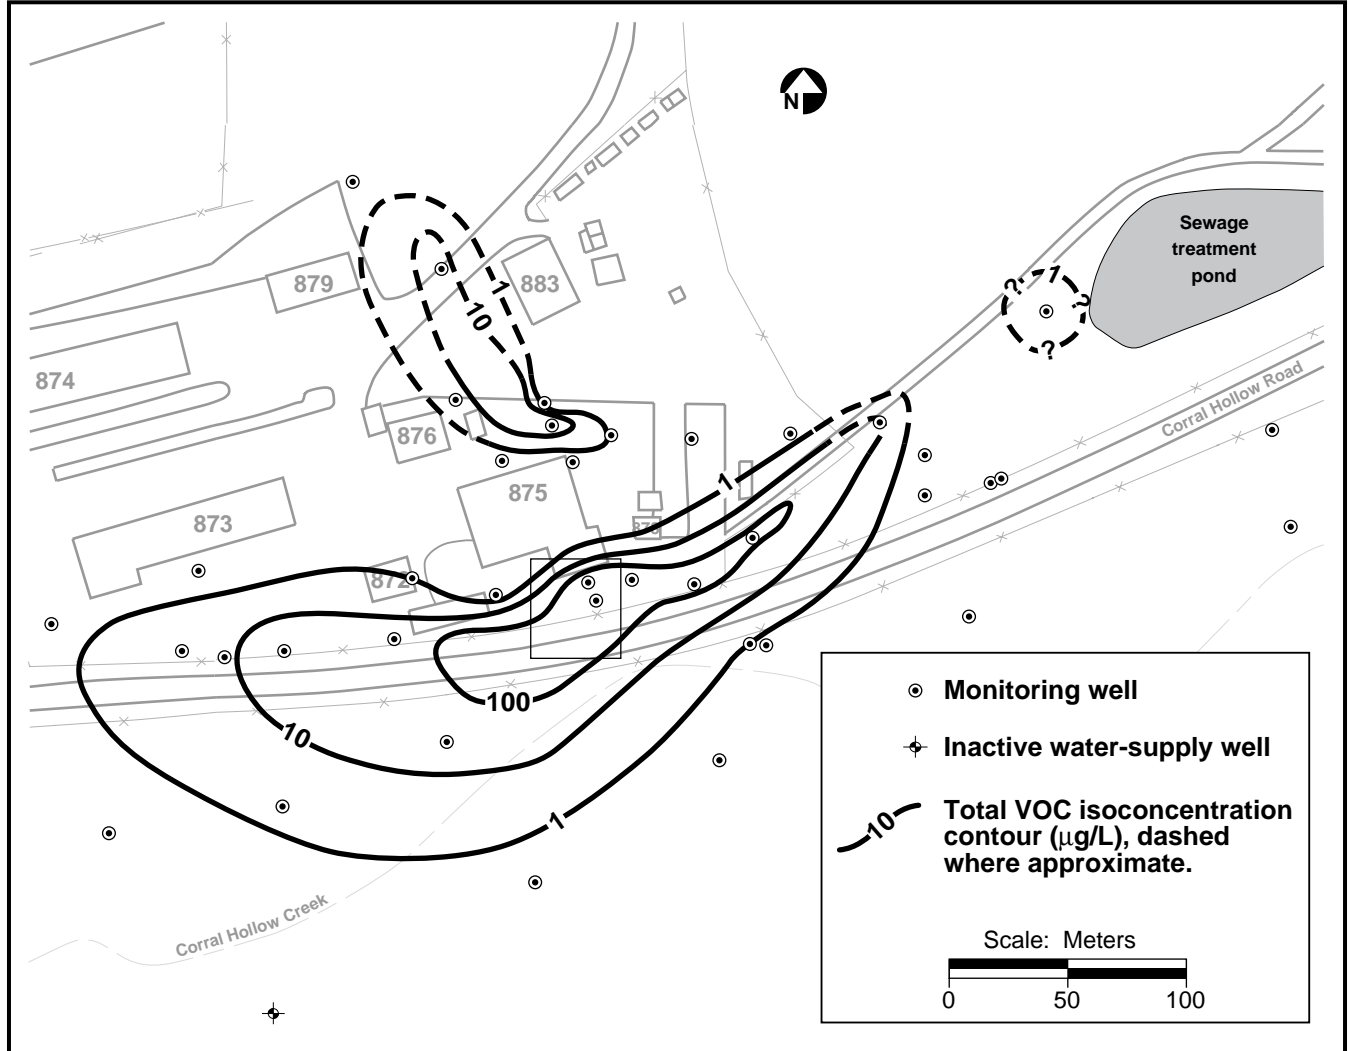 N
Sewage
treatment
pond
879
883
1
10
? 1 ?
?
874
876
Corral Hollow Road
875
1
873
873
872
100
10
1
Monitoring well
Inactive water-supply well
10
Total VOC isoconcentration
contour (μg/L), dashed
where approximate.
Corral Hollow Creek
Scale: Meters
0 50 100